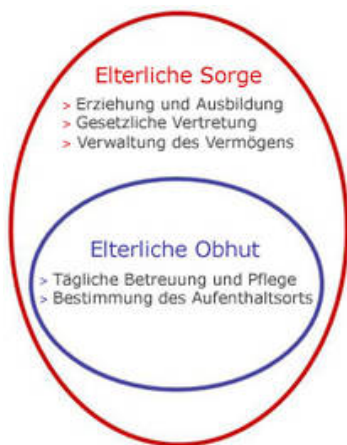 Elterliche Sorge
> Erziehung und Ausbildung
> Gesetzliche Vertretung
> Verwaltung des Vermögens
Elterliche Obhut
> Tägliche Betreuung und Pflege
> Bestimmung des Aufenthaltsorts